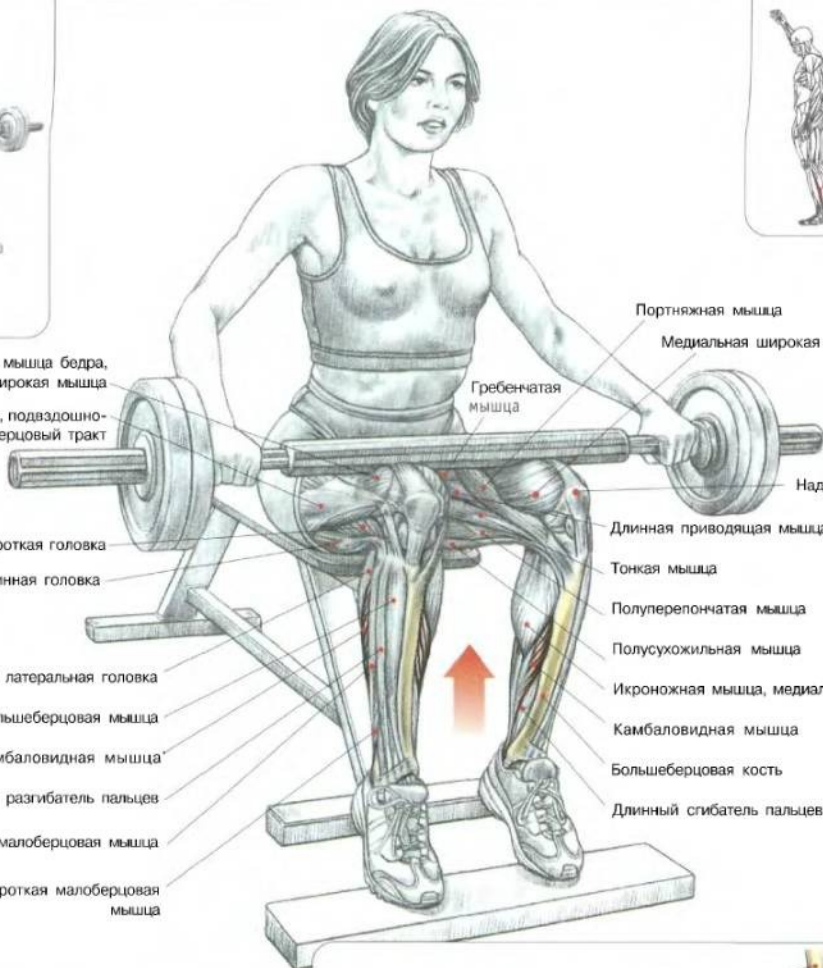 мышца бедра,
ирокая мышца
, подвздошно-
ерцовый тракт
роткая головка
инная головка
латеральная головка
льшеберцовая мышца
мбаловидная мышца
разгибатель пальцев
малоберцовая мышца
роткая малоберцовая
мышца
Гребенчатая
мышца
Портняжная мышца
Медиальная широкая
Над
Длинная приводящая мышца
Тонкая мышца
Полуперепончатая мышца
Полусухожильная мышца
Икроножная мышца, медиал
Камбаловидная мышца
Большеберцовая кость
Длинный сгибатель пальцев